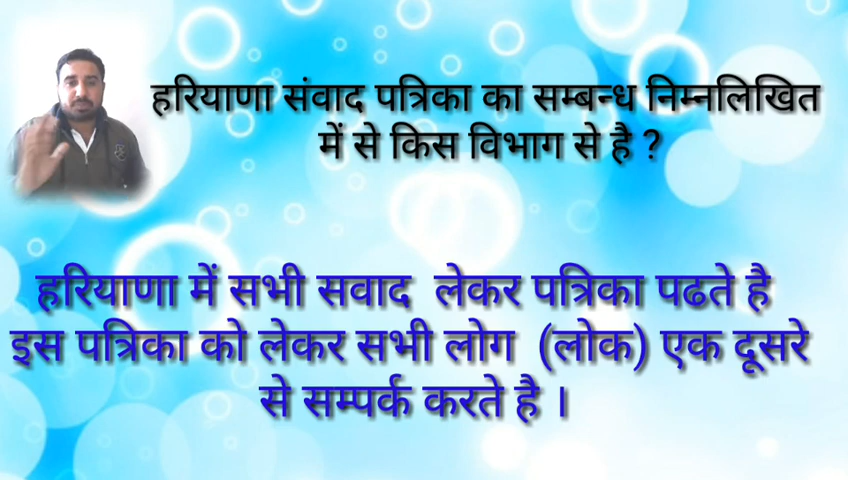 हरियाणा संवाद पत्रिका का सम्बन्ध निम्नलिखित
में से किस विभाग से है ?
हरियाणा में सभी सवाद लेकर पत्रिका पढते है
इस पत्रिका को लेकर सभी लोग (लोक) एक दूसरे
से सम्पर्क करते है ।